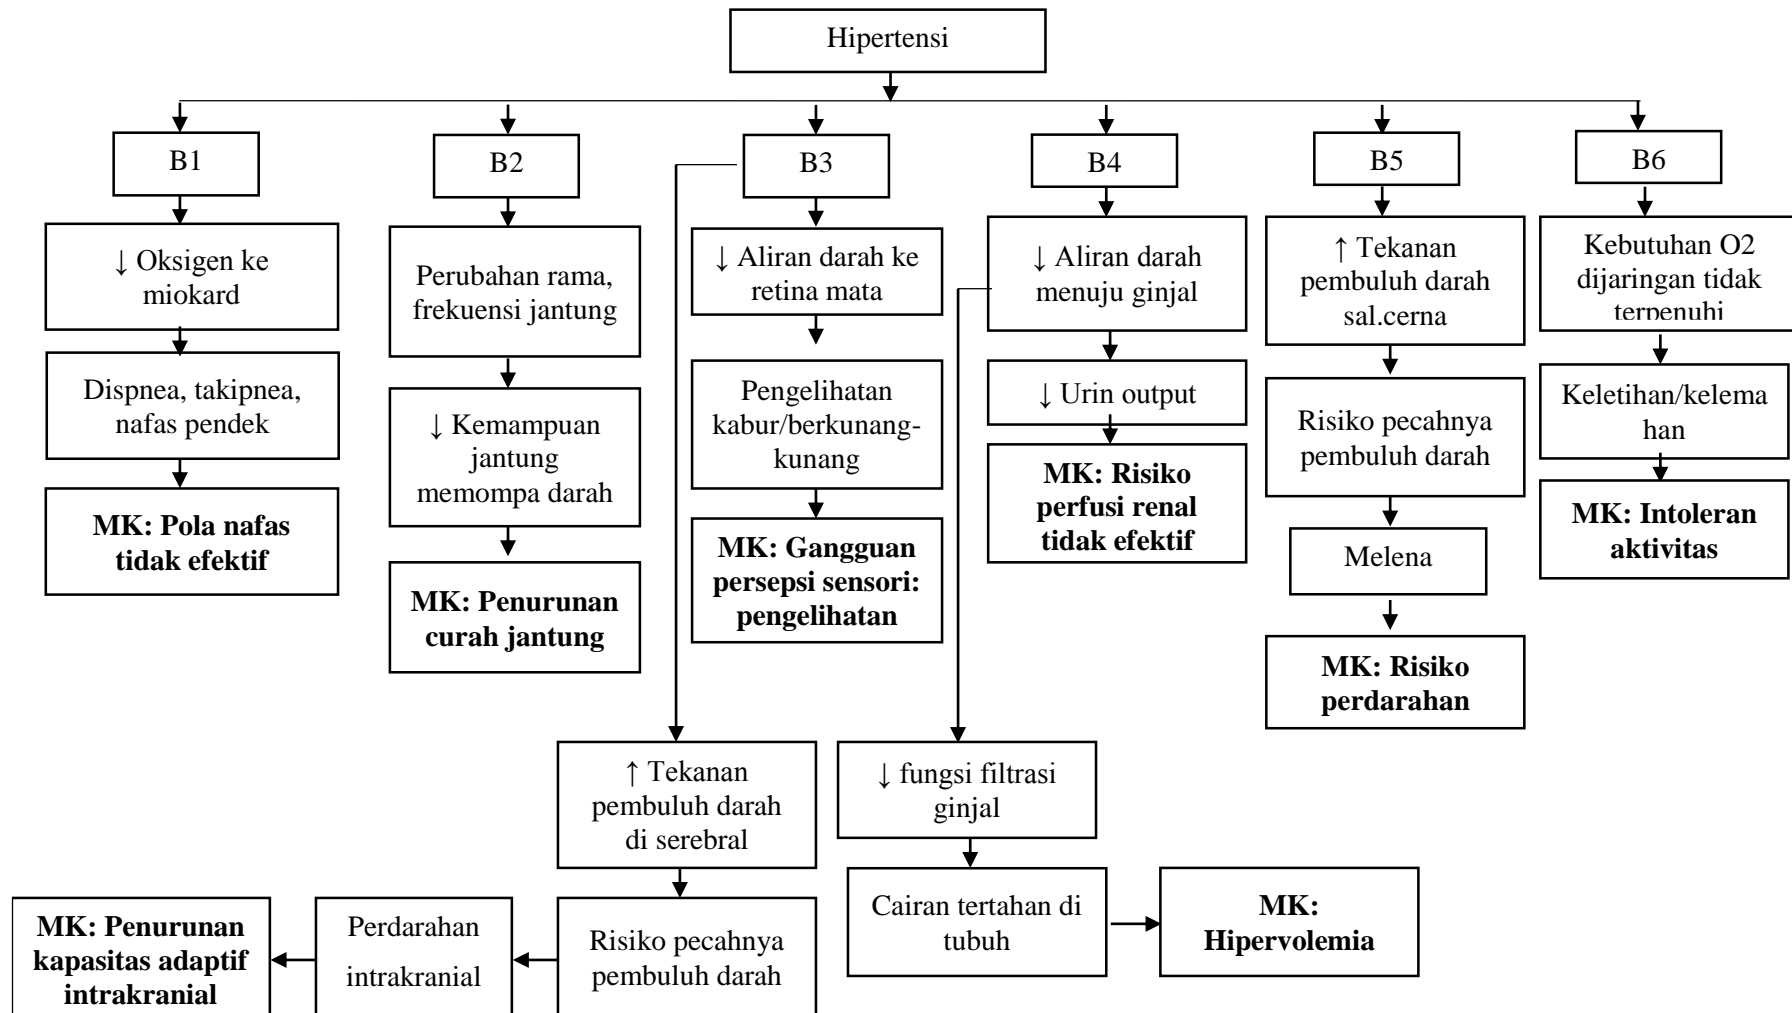 Hipertensi
B1
B2
B3
B4
B5
B6
↓ Oksigen ke
miokard
Dispnea, takipnea,
nafas pendek
MK: Pola nafas
tidak efektif
Perubahan rama,
frekuensi jantung
↓ Kemampuan
jantung
memompa darah
MK: Penurunan
curah jantung
↓ Aliran darah ke
retina mata
Pengelihatan
kabur/berkunang-
kunang
MK: Gangguan
persepsi sensori:
pengelihatan
↓ Aliran darah
menuju ginjal
↓ Urin output
MK: Risiko
perfusi renal
tidak efektif
↑ Tekanan
pembuluh darah
sal.cerna
Risiko pecahnya
pembuluh darah
Melena
MK: Risiko
perdarahan
Kebutuhan O2
dijaringan tidak
terpenuhi
Keletihan/kelema
han
MK: Intoleran
aktivitas
↑ Tekanan
pembuluh darah
di serebral
Risiko pecahnya
pembuluh darah
Perdarahan
intrakranial
MK: Penurunan
kapasitas adaptif
intrakranial
↓ fungsi filtrasi
ginjal
Cairan tertahan di
tubuh
MK:
Hipervolemia